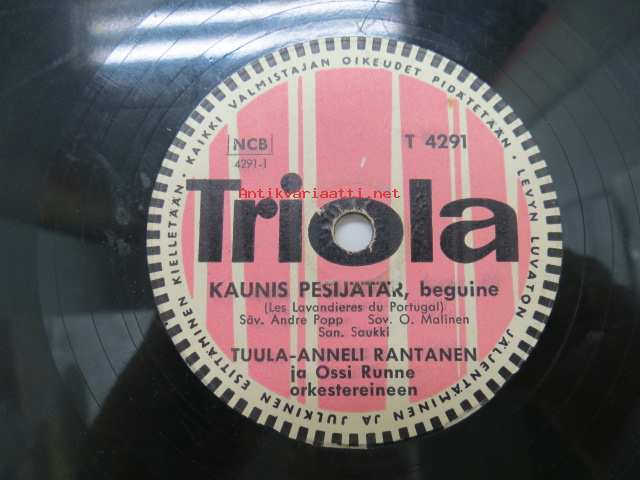 KAIKKI VALMISTAJAN OIKEUDET PIDÄTETÄÄN · LEVYN LUVATON JÄLJENTÄMINEN JA JULKINEN ESITTÄMINEN KIELLETÄÄN ·
NCB
4291-1
T 4291
Antikvariaatti.net
Triola
KAUNIS PESIJÄTÄR, beguine
(Les Lavandieres du Portugal)
Säv. Andre Popp Sov. O. Malinen
San. Saukki
TUULA-ANNELI RANTANEN
ja Ossi Runne
orkestereineen